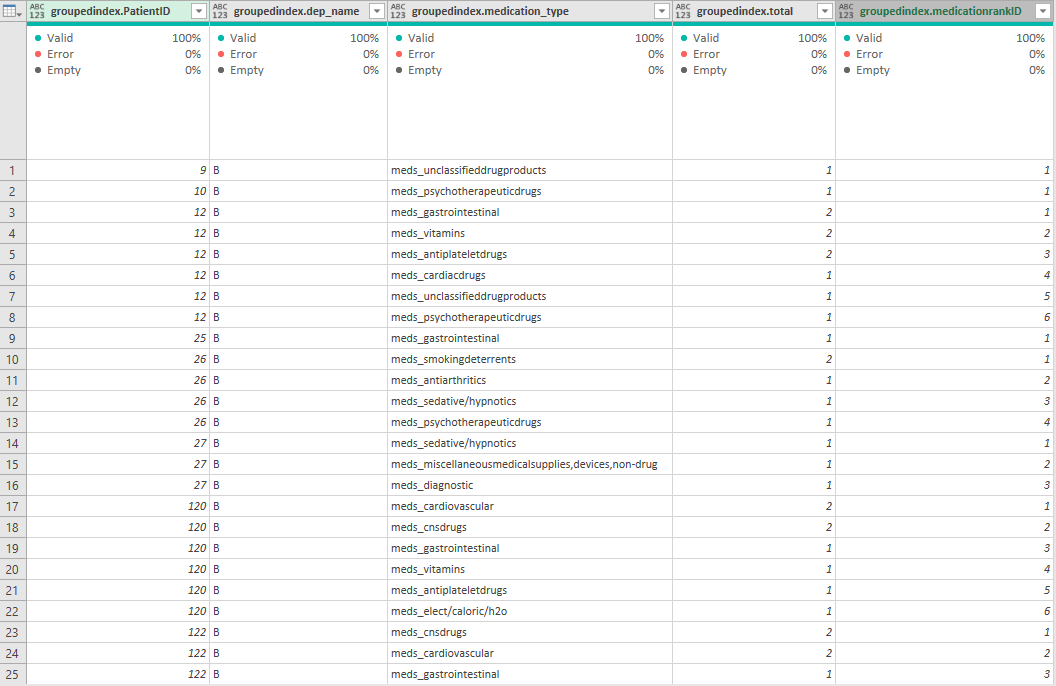 ABC 123 groupedindex.PatientID ABC 123 groupedindex.dep_name ABC 123 groupedindex.medication_type ABC 123 groupedindex.total ABC 123 groupedindex.medicationrankID
Valid 100% Valid 100% Valid 100% Valid 100% Valid 100%
Error 0% Error 0% Error 0% Error 0% Error 0%
Empty 0% Empty 0% Empty 0% Empty 0% Empty 0%
1 9 B meds_unclassifieddrugproducts 1 1
2 10 B meds_psychotherapeuticdrugs 1 1
3 12 B meds_gastrointestinal 2 1
4 12 B meds_vitamins 2 2
5 12 B meds_antiplateletdrugs 2 3
6 12 B meds_cardiacdrugs 1 4
7 12 B meds_unclassifieddrugproducts 1 5
8 12 B meds_psychotherapeuticdrugs 1 6
9 25 B meds_gastrointestinal 1 1
10 26 B meds_smokingdeterrents 2 1
11 26 B meds_antiarthritics 1 2
12 26 B meds_sedative/hypnotics 1 3
13 26 B meds_psychotherapeuticdrugs 1 4
14 27 B meds_sedative/hypnotics 1 1
15 27 B meds_miscellaneousmedicalsupplies,devices,non-drug 1 2
16 27 B meds_diagnostic 1 3
17 120 B meds_cardiovascular 2 1
18 120 B meds_cnsdrugs 2 2
19 120 B meds_gastrointestinal 1 3
20 120 B meds_vitamins 1 4
21 120 B meds_antiplateletdrugs 1 5
22 120 B meds_elect/caloric/h2o 1 6
23 122 B meds_cnsdrugs 2 1
24 122 B meds_cardiovascular 2 2
25 122 B meds_gastrointestinal 1 3